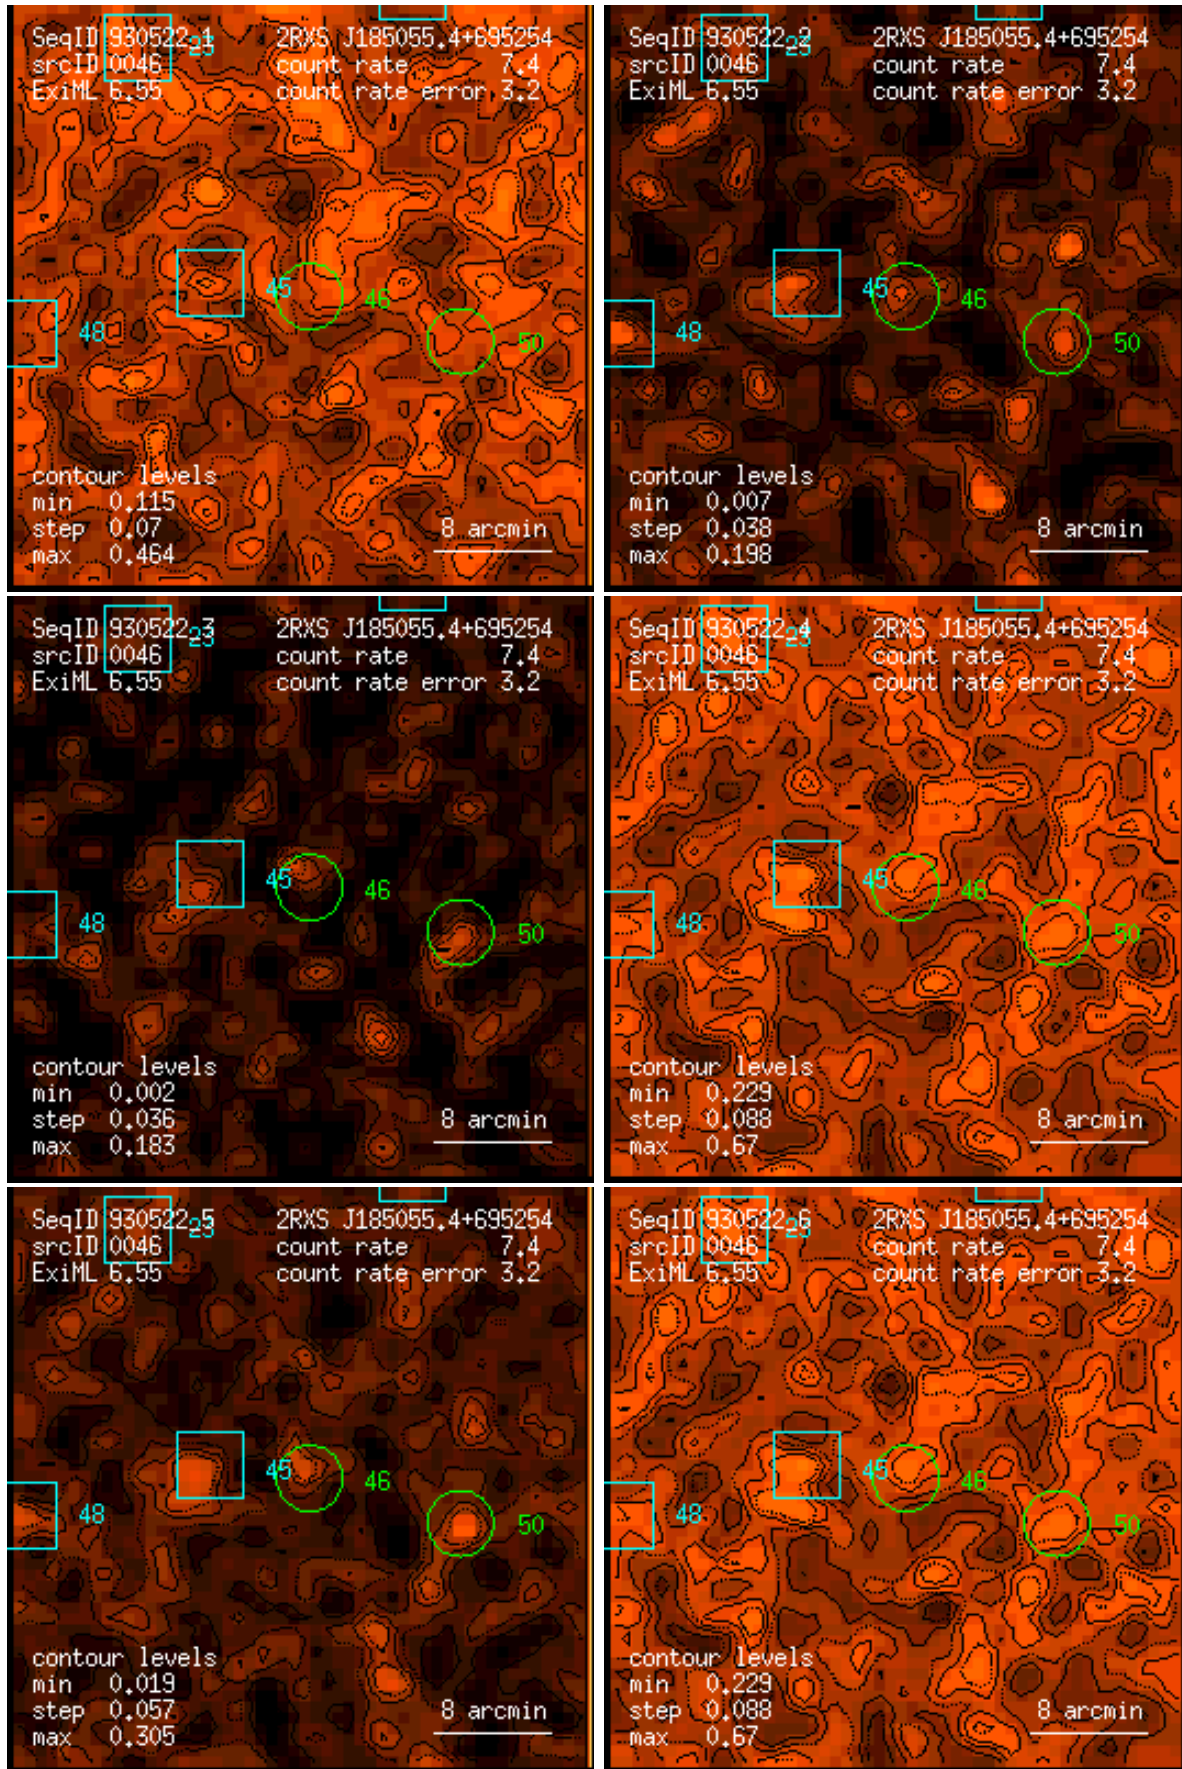 SeqID 930522_1 23 2RXS J185055.4+695254
srcID 0046 count rate 7.4
ExiML 6.55 count rate error 3.2
45 46
48 50
contour levels
min 0.115
step 0.07 8 arcmin
max 0.464
SeqID 930522_2 23 2RXS J185055.4+695254
srcID 0046 count rate 7.4
ExiML 6.55 count rate error 3.2
45 46
48 50
contour levels
min 0.007
step 0.038 8 arcmin
max 0.198
SeqID 930522_3 23 2RXS J185055.4+695254
srcID 0046 count rate 7.4
ExiML 6.55 count rate error 3.2
45 46
48 50
contour levels
min 0.002
step 0.036 8 arcmin
max 0.183
SeqID 930522_4 23 2RXS J185055.4+695254
srcID 0046 count rate 7.4
ExiML 6.55 count rate error 3.2
45 46
48 50
contour levels
min 0.229
step 0.088 8 arcmin
max 0.67
SeqID 930522_5 23 2RXS J185055.4+695254
srcID 0046 count rate 7.4
ExiML 6.55 count rate error 3.2
45 46
48 50
contour levels
min 0.019
step 0.057 8 arcmin
max 0.305
SeqID 930522_6 23 2RXS J185055.4+695254
srcID 0046 count rate 7.4
ExiML 6.55 count rate error 3.2
45 46
48 50
contour levels
min 0.229
step 0.088 8 arcmin
max 0.67